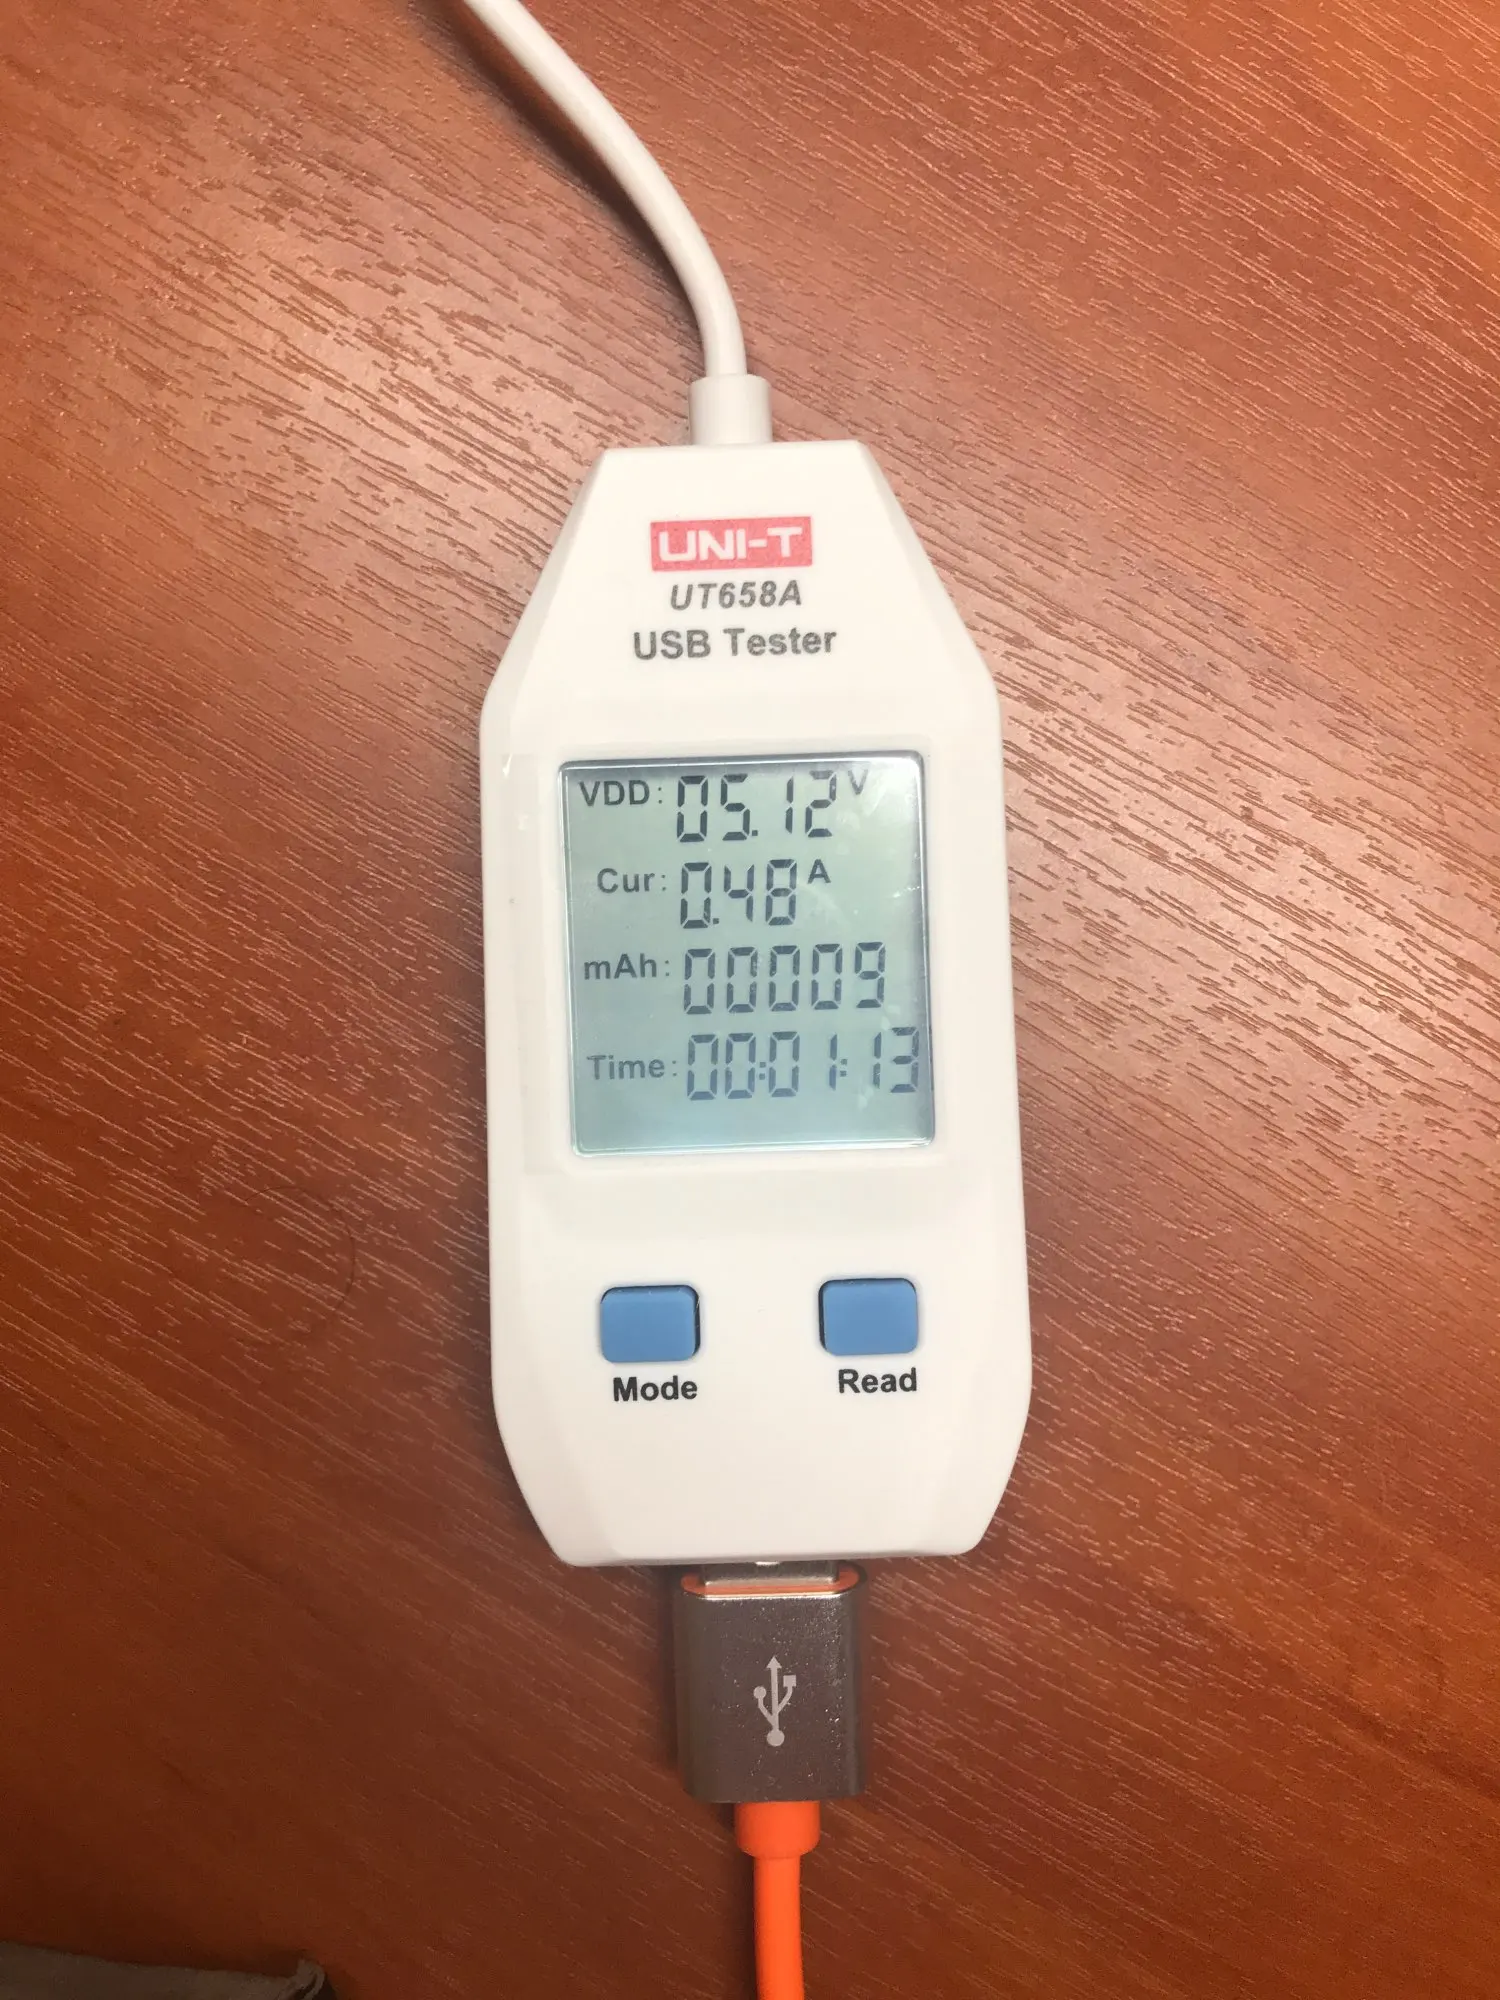 UNI-T
UT658A
USB Tester
VDD: 05.12 V
Cur: 0.48 A
mAh: 00009
Time: 00:01:13
Mode
Read